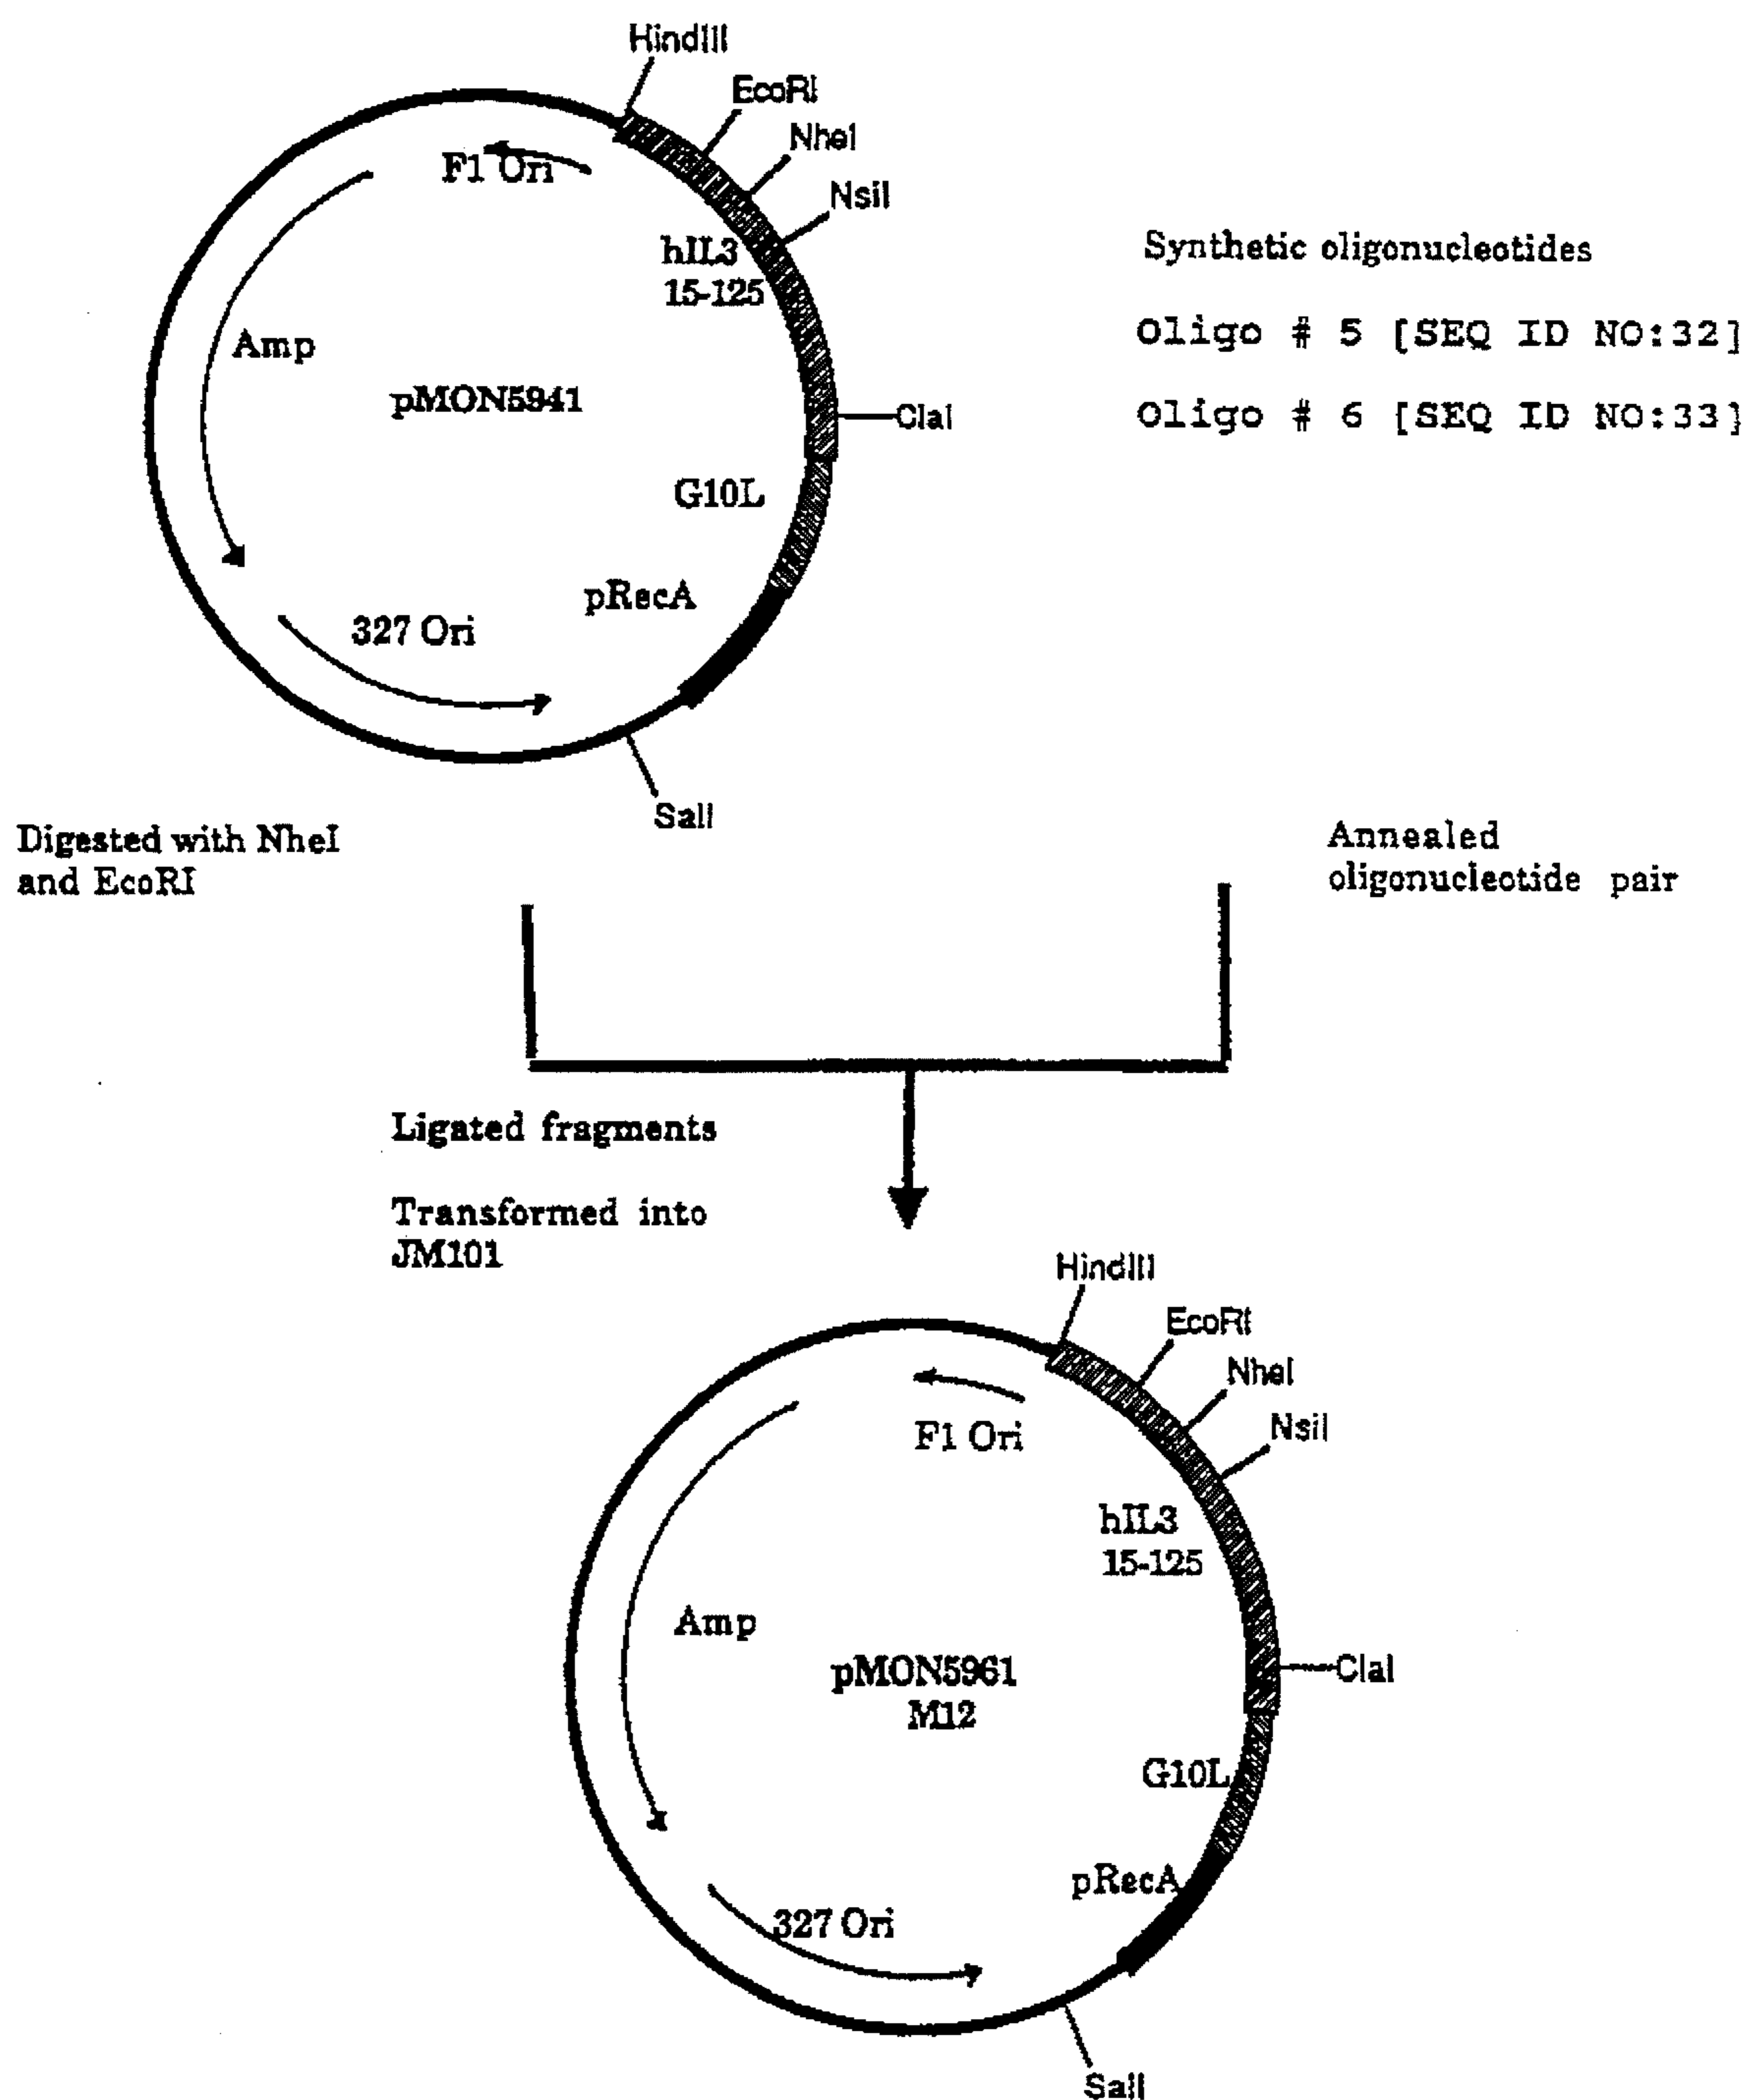 HindIII
EcoRI
NheI
NsiI
F1 Ori
hIL3
15-125
Amp
pMON5941
ClaI
G10L
pRecA
327 Ori
SalI
Synthetic oligonucleotides
Oligo # 5 [SEQ ID NO:32]
Oligo # 6 [SEQ ID NO:33]
Digested with NheI
and EcoRI
Annealed
oligonucleotide pair
Ligated fragments
Transformed into
JM101
HindIII
EcoRI
NheI
NsiI
F1 Ori
hIL3
15-125
Amp
pMON5961
M12
ClaI
G10L
pRecA
327 Ori
SalI